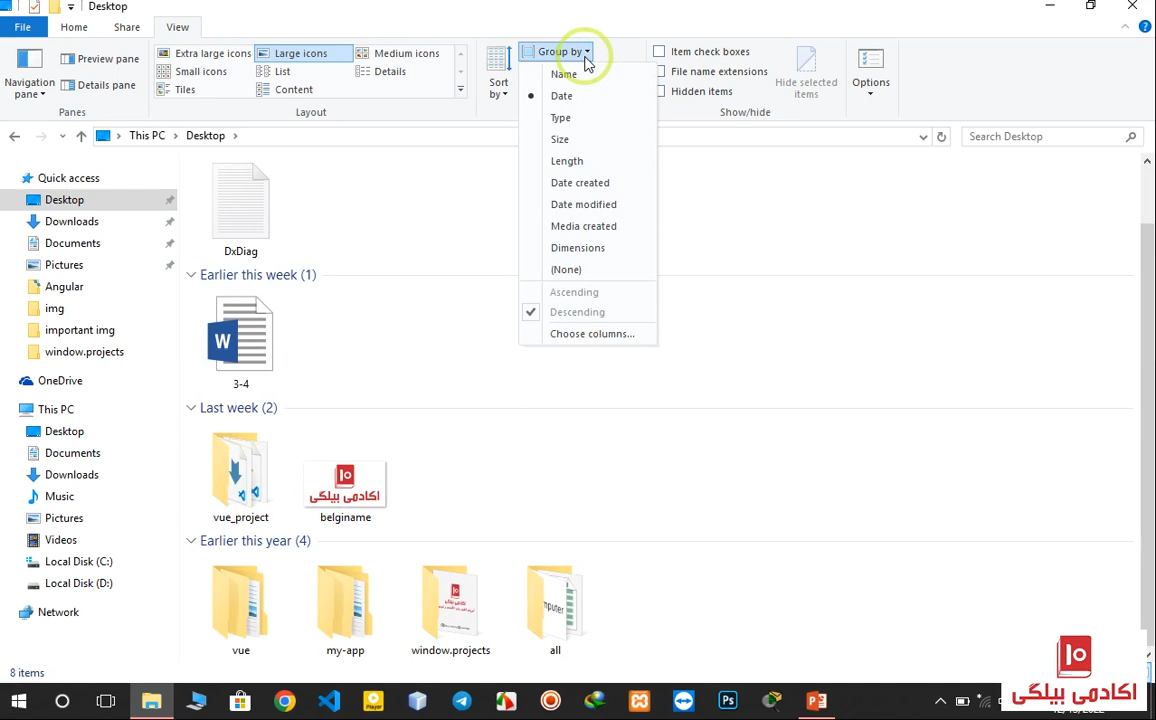 Desktop
File
Home
Share
View
Navigation pane
Preview pane
Details pane
Panes
Extra large icons
Large icons
Medium icons
Small icons
List
Details
Tiles
Content
Layout
Sort by
Group by
Item check boxes
File name extensions
Hidden items
Hide selected items
Show/hide
Options
Name
Date
Type
Size
Length
Date created
Date modified
Media created
Dimensions
(None)
Ascending
Descending
Choose columns...
This PC
Desktop
Search Desktop
Quick access
Desktop
Downloads
Documents
Pictures
Angular
img
important img
window.projects
OneDrive
This PC
Desktop
Documents
Downloads
Music
Pictures
Videos
Local Disk (C:)
Local Disk (D:)
Network
DxDiag
Earlier this week (1)
W
3-4
Last week (2)
اکادمی بیلگی
vue_project
belginame
Earlier this year (4)
vue
my-app
window.projects
all
8 items
Player
Ps
اکادمی بیلگی